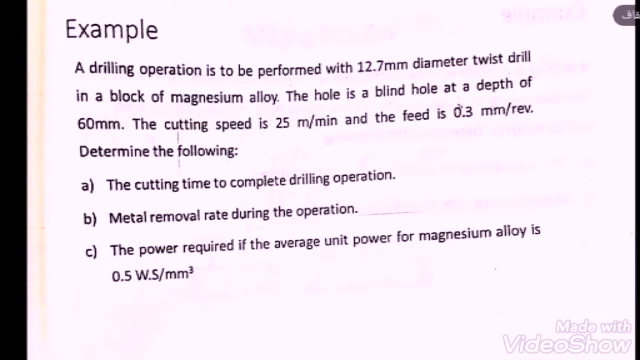 Example
A drilling operation is to be performed with 12.7mm diameter twist drill
in a block of magnesium alloy. The hole is a blind hole at a depth of
60mm. The cutting speed is 25 m/min and the feed is 0.3 mm/rev.
Determine the following:
a) The cutting time to complete drilling operation.
b) Metal removal rate during the operation.
c) The power required if the average unit power for magnesium alloy is
0.5 W.S/mm³
Made with
VideoShow